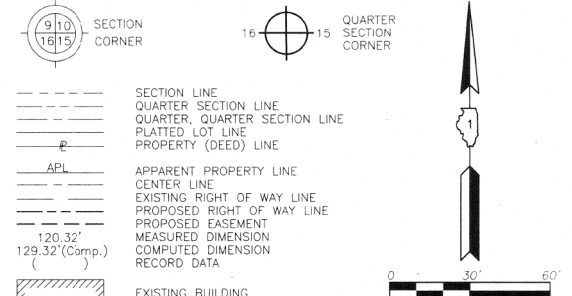 9 10 SECTION
16 15 CORNER
16 15 QUARTER
SECTION
CORNER
SECTION LINE
QUARTER SECTION LINE
QUARTER, QUARTER SECTION LINE
PLATTED LOT LINE
PROPERTY (DEED) LINE
APL APPARENT PROPERTY LINE
CENTER LINE
EXISTING RIGHT OF WAY LINE
PROPOSED RIGHT OF WAY LINE
PROPOSED EASEMENT
120.32' MEASURED DIMENSION
129.32'(Comp.) COMPUTED DIMENSION
( ) RECORD DATA
EXISTING BUILDING
1
0 30' 60'